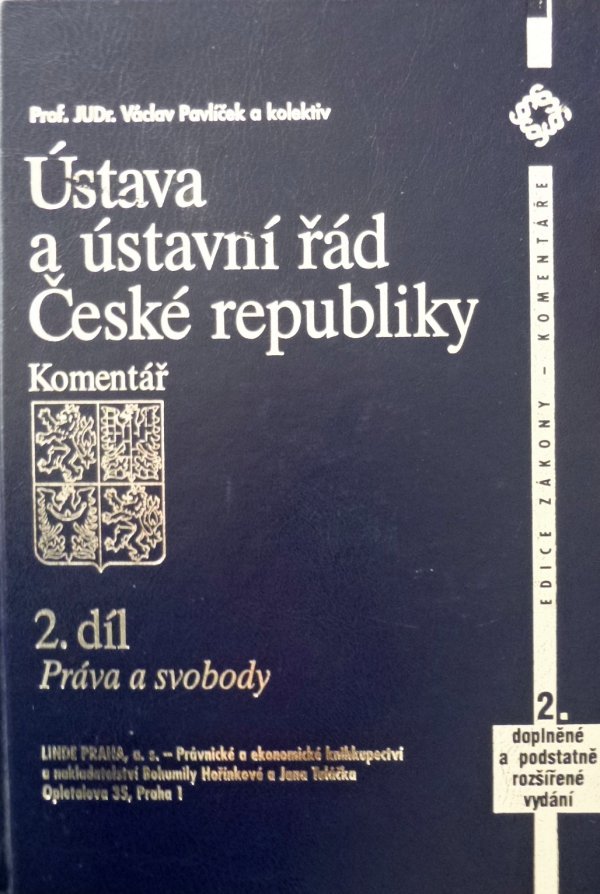 Prof. JUDr. Václav Pavlíček a kolektiv
Ústava
a ústavní řád
České republiky
Komentář
2. díl
Práva a svobody
LINDE PRAHA, a. s. – Právnické a ekonomické knihkupectví
a nakladatelství Bohumily Hořínkové a Jana Tuláčka
Opletalova 35, Praha 1
EDICE ZÁKONY – KOMENTÁŘE
2.
doplněné
a podstatně
rozšířené
vydání